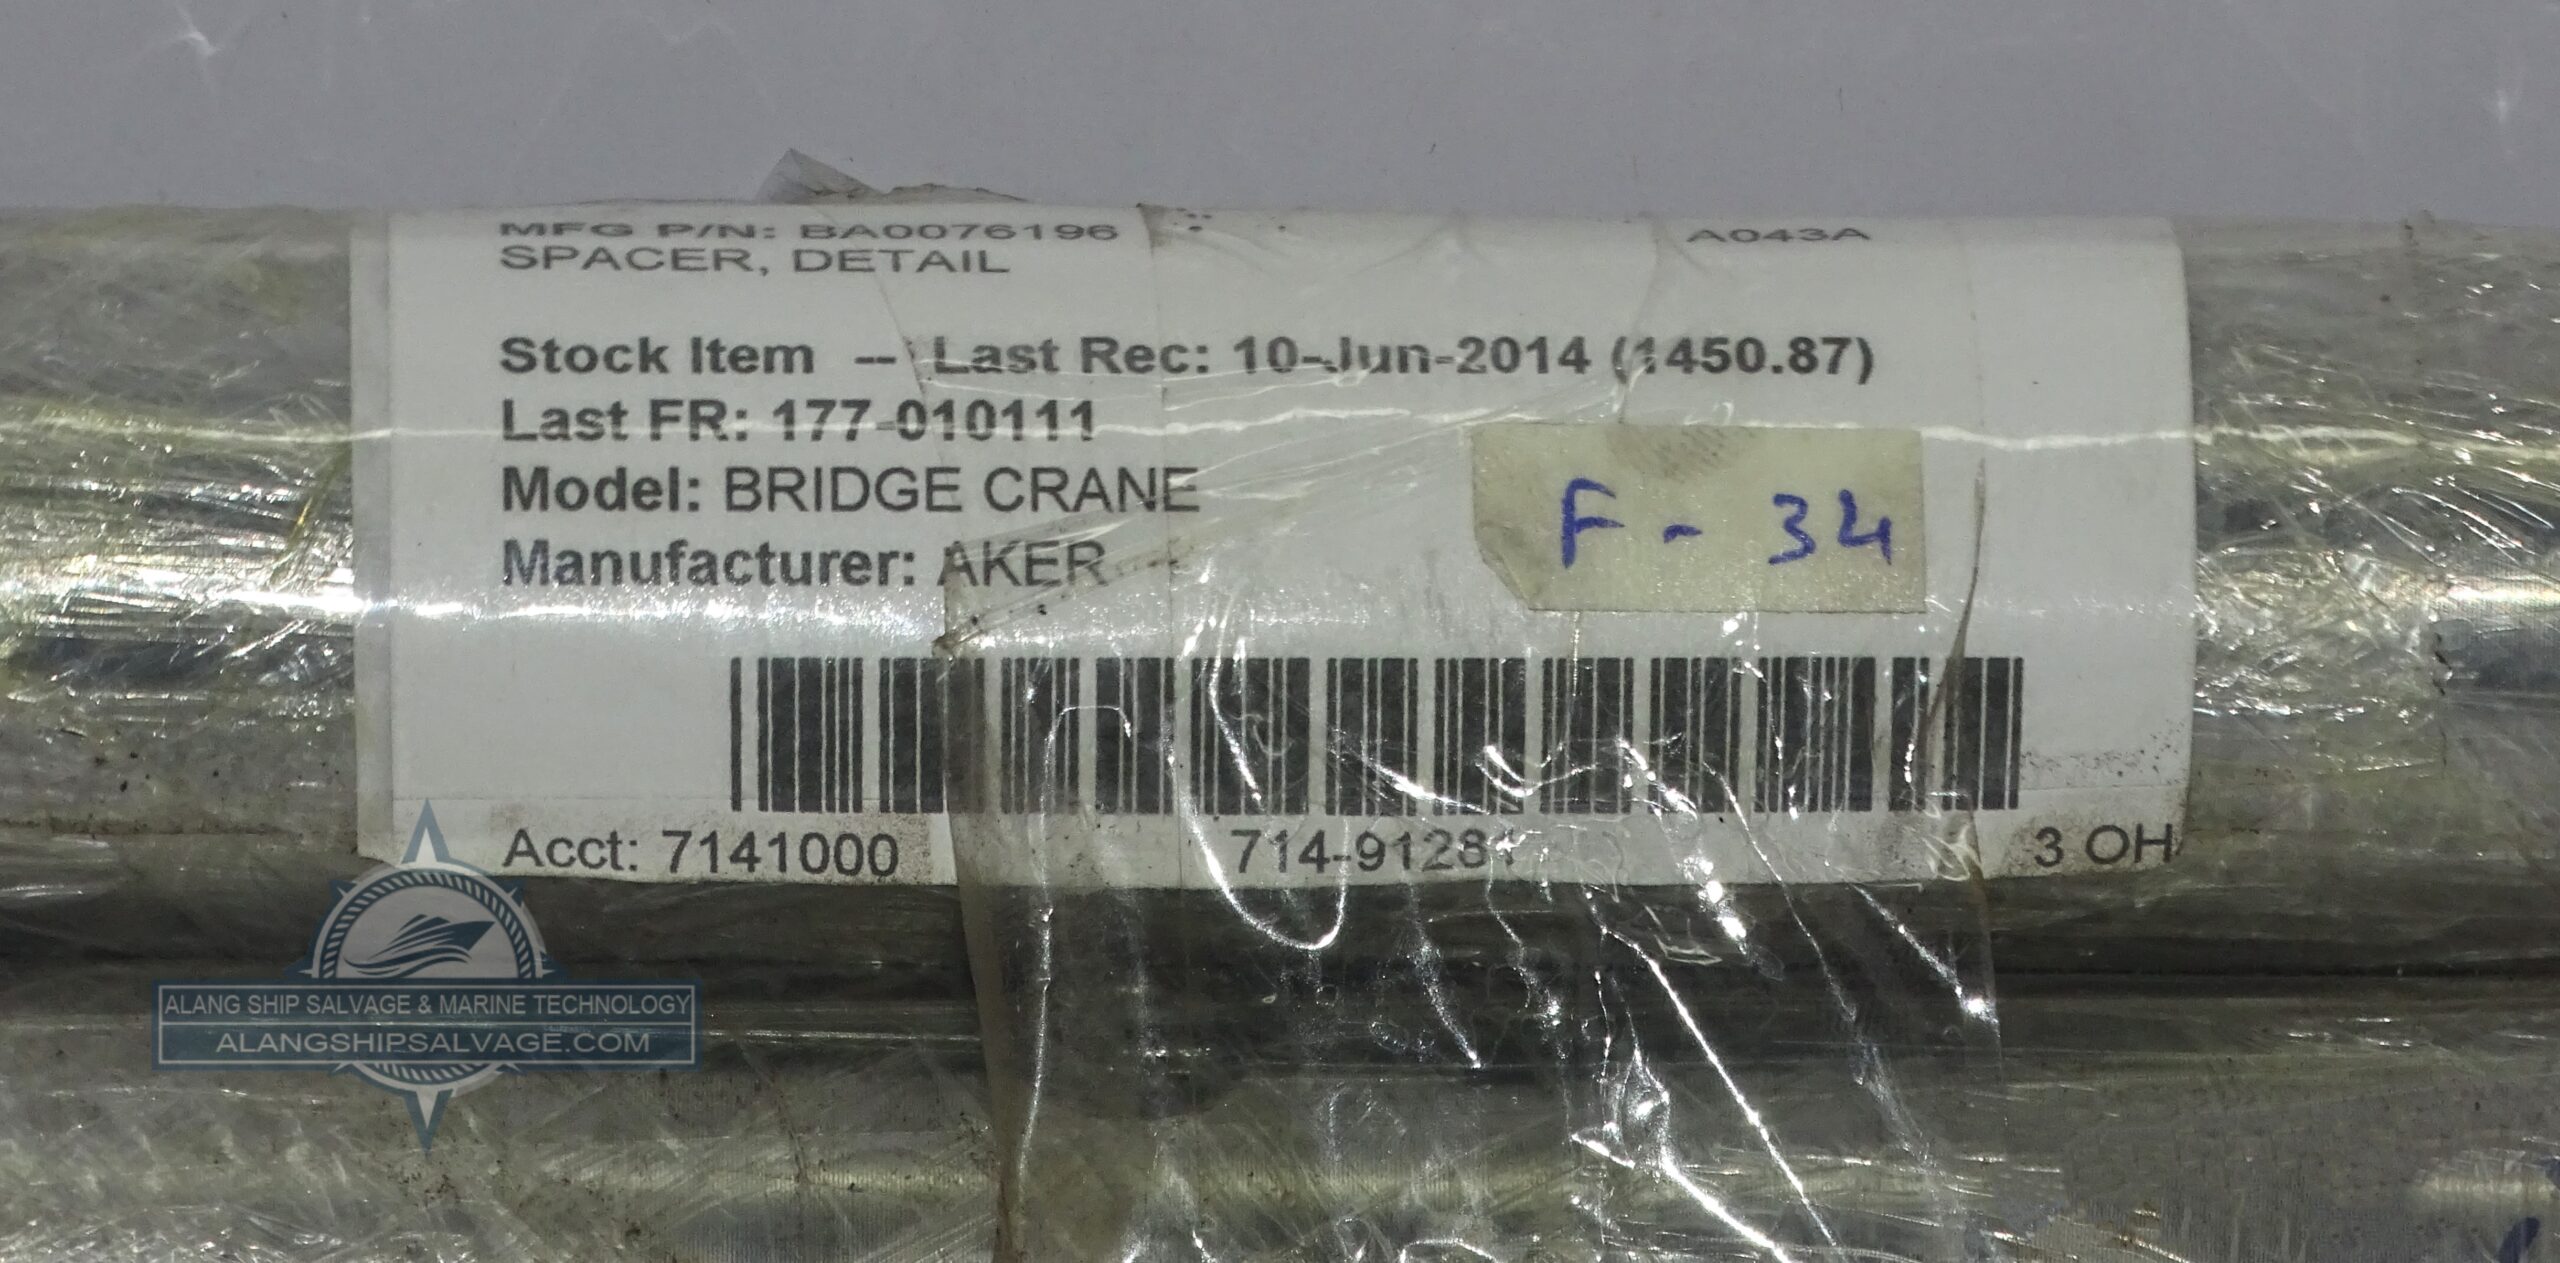 MFG P/N: BA0076196 A043A
SPACER, DETAIL
Stock Item -- Last Rec: 10-Jun-2014 (1450.87)
Last FR: 177-010111
Model: BRIDGE CRANE
Manufacturer: AKER
F - 34
Acct: 7141000 714-91281 3 OH
ALANG SHIP SALVAGE & MARINE TECHNOLOGY
ALANGSHIPSALVAGE.COM